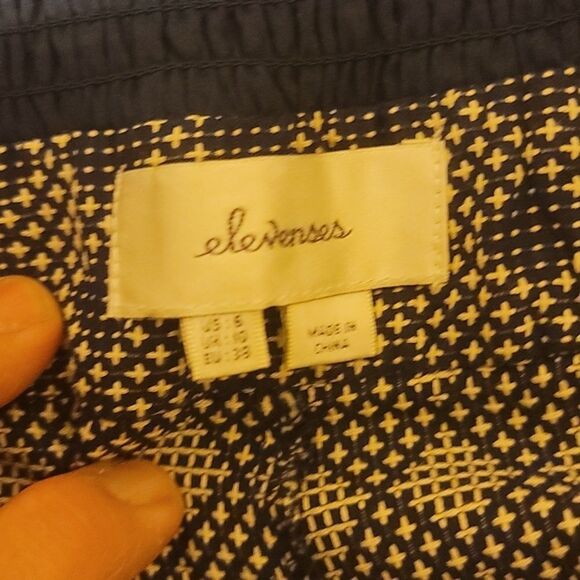 elevenses
US : 6
UK : 10
EU : 38
MADE IN
CHINA